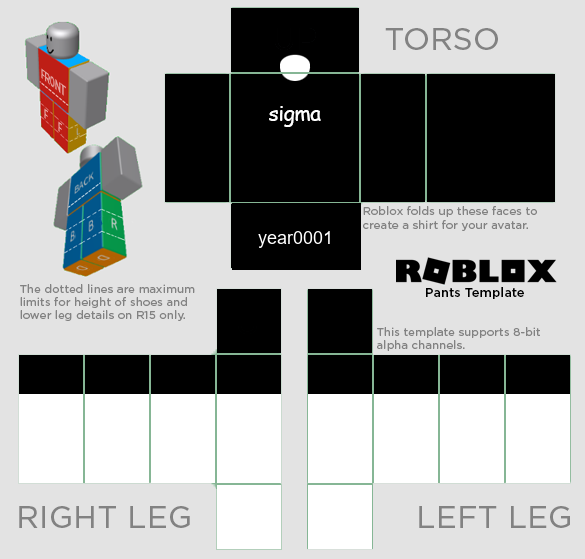 TORSO
FRONT
F
F
L
sigma
BACK
B
B
R
Roblox folds up these faces to
create a shirt for your avatar.
year0001
ROBLOX
Pants Template
The dotted lines are maximum
limits for height of shoes and
lower leg details on R15 only.
This template supports 8-bit
alpha channels.
RIGHT LEG
LEFT LEG